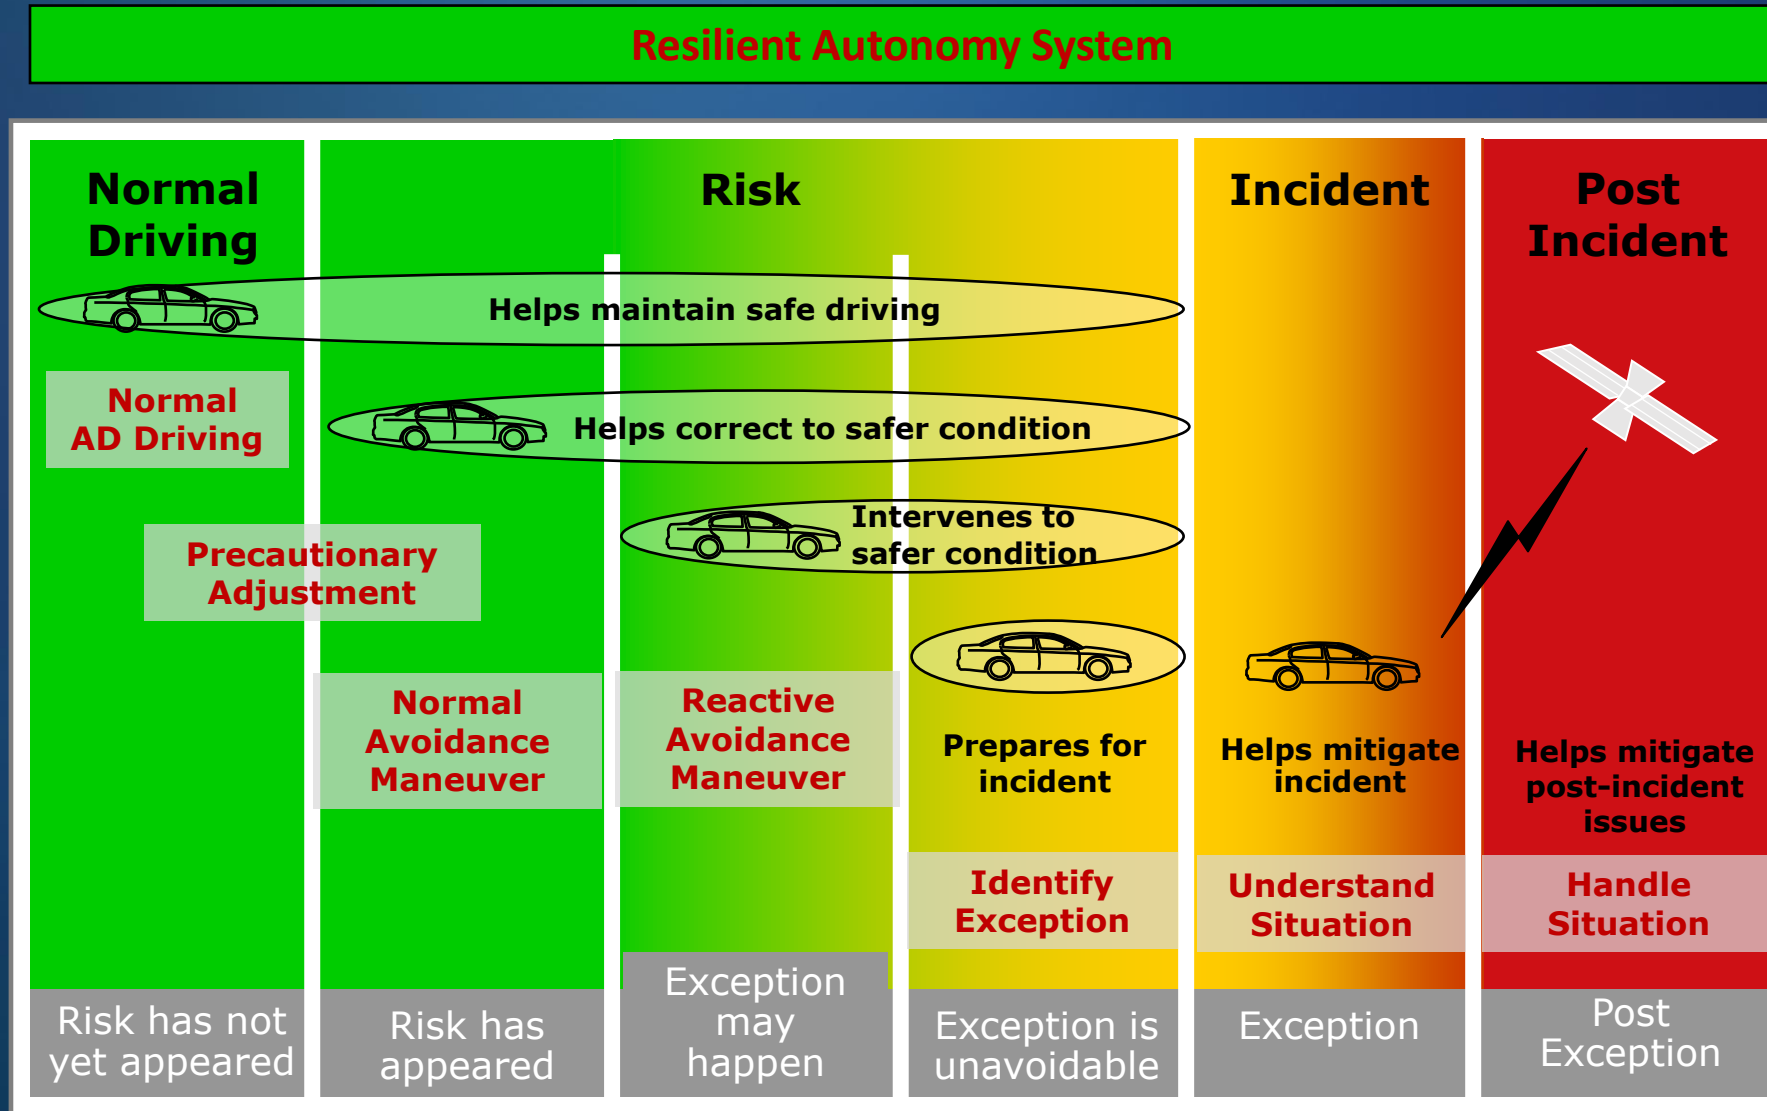 Resilient Autonomy System
Normal
Driving
Risk
Incident
Post
Incident
Helps maintain safe driving
Normal
AD Driving
Helps correct to safer condition
Intervenes to
safer condition
Precautionary
Adjustment
Normal
Avoidance
Maneuver
Reactive
Avoidance
Maneuver
Prepares for
incident
Helps mitigate
incident
Helps mitigate
post-incident
issues
Identify
Exception
Understand
Situation
Handle
Situation
Risk has not
yet appeared
Risk has
appeared
Exception
may
happen
Exception is
unavoidable
Exception
Post
Exception